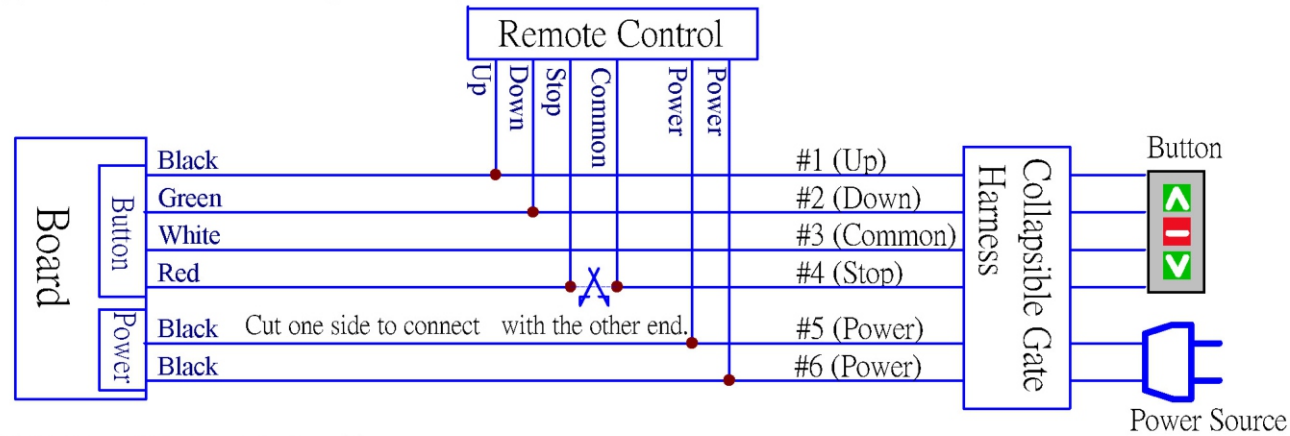 Remote Control
Up
Down
Stop
Common
Power
Power
Board
Button
Power
Black
Green
White
Red
Black
Black
Cut one side to connect with the other end.
#1 (Up)
#2 (Down)
#3 (Common)
#4 (Stop)
#5 (Power)
#6 (Power)
Collapsible Gate
Harness
Button
Power Source